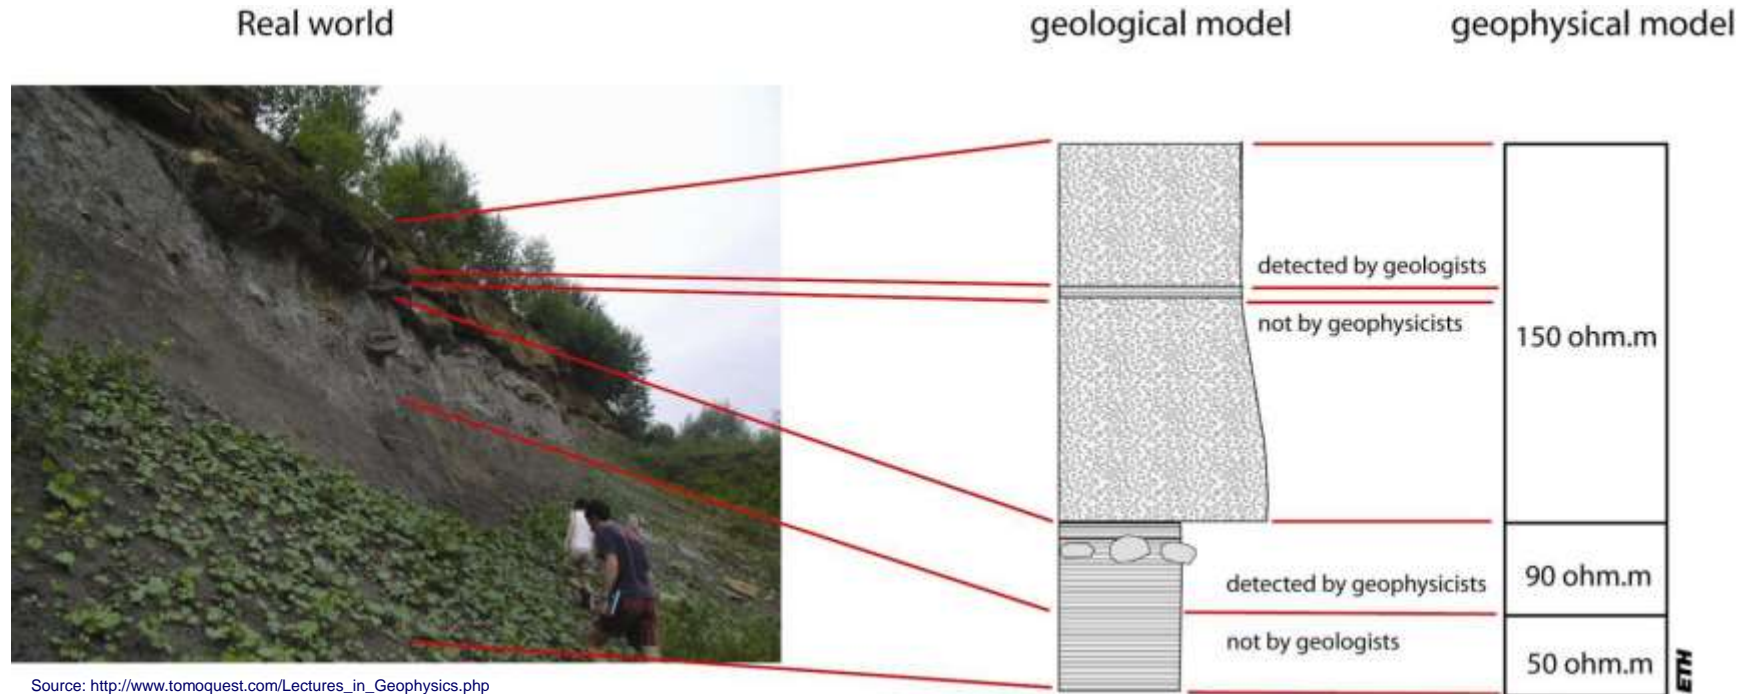 Real world
geological model
geophysical model
detected by geologists
not by geophysicists
150 ohm.m
detected by geophysicists
90 ohm.m
not by geologists
50 ohm.m
ETH
Source: http://www.tomoquest.com/Lectures_in_Geophysics.php